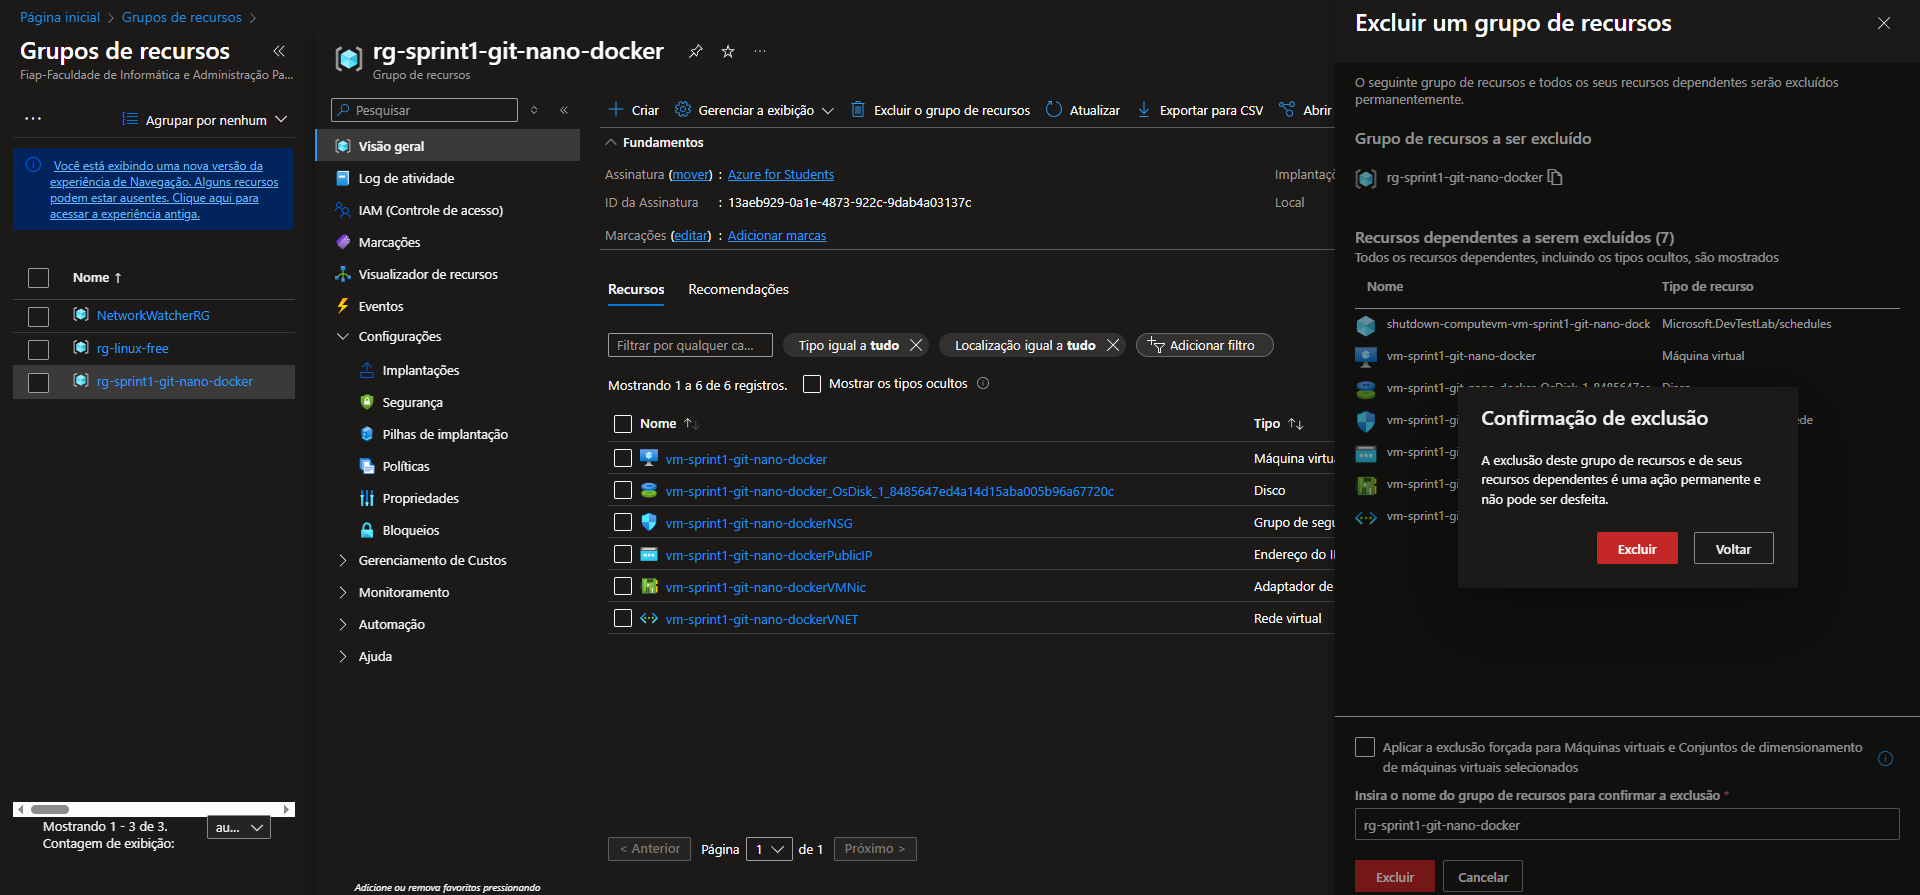 Página inicial > Grupos de recursos >
Grupos de recursos
Fiap-Faculdade de Informática e Administração Pa...
Agrupar por nenhum
Você está exibindo uma nova versão da
experiência de Navegação. Alguns recursos
podem estar ausentes. Clique aqui para
acessar a experiência antiga.
Nome ↑
NetworkWatcherRG
rg-linux-free
rg-sprint1-git-nano-docker
Mostrando 1 - 3 de 3.
Contagem de exibição:
au...
rg-sprint1-git-nano-docker
Grupo de recursos
Pesquisar
Visão geral
Log de atividade
IAM (Controle de acesso)
Marcações
Visualizador de recursos
Eventos
Configurações
Implantações
Segurança
Pilhas de implantação
Políticas
Propriedades
Bloqueios
Gerenciamento de Custos
Monitoramento
Automação
Ajuda
Adicione ou remova favoritos pressionando
Criar
Gerenciar a exibição
Excluir o grupo de recursos
Atualizar
Exportar para CSV
Abrir
Fundamentos
Assinatura (mover) : Azure for Students
ID da Assinatura : 13aeb929-0a1e-4873-922c-9dab4a03137c
Marcações (editar) : Adicionar marcas
Implantaçõ
Local
Recursos
Recomendações
Filtrar por qualquer ca...
Tipo igual a tudo
Localização igual a tudo
Adicionar filtro
Mostrando 1 a 6 de 6 registros.
Mostrar os tipos ocultos
Nome ↑↓ Tipo ↑↓
vm-sprint1-git-nano-docker Máquina virtua
vm-sprint1-git-nano-docker_OsDisk_1_8485647ed4a14d15aba005b96a67720c Disco
vm-sprint1-git-nano-dockerNSG Grupo de segu
vm-sprint1-git-nano-dockerPublicIP Endereço do I
vm-sprint1-git-nano-dockerVMNic Adaptador de
vm-sprint1-git-nano-dockerVNET Rede virtual
< Anterior
Página
1
de 1
Próximo >
Excluir um grupo de recursos
O seguinte grupo de recursos e todos os seus recursos dependentes serão excluídos
permanentemente.
Grupo de recursos a ser excluído
rg-sprint1-git-nano-docker
Recursos dependentes a serem excluídos (7)
Todos os recursos dependentes, incluindo os tipos ocultos, são mostrados
Nome Tipo de recurso
shutdown-computevm-vm-sprint1-git-nano-dock Microsoft.DevTestLab/schedules
vm-sprint1-git-nano-docker Máquina virtual
vm-sprint1-git-nano-docker_OsDisk_1_8485647ec Disco
vm-sprint1-gi ede
vm-sprint1-gi
vm-sprint1-gi
vm-sprint1-gi
Confirmação de exclusão
A exclusão deste grupo de recursos e de seus
recursos dependentes é uma ação permanente e
não pode ser desfeita.
Excluir
Voltar
Aplicar a exclusão forçada para Máquinas virtuais e Conjuntos de dimensionamento
de máquinas virtuais selecionados
Insira o nome do grupo de recursos para confirmar a exclusão *
rg-sprint1-git-nano-docker
Excluir
Cancelar